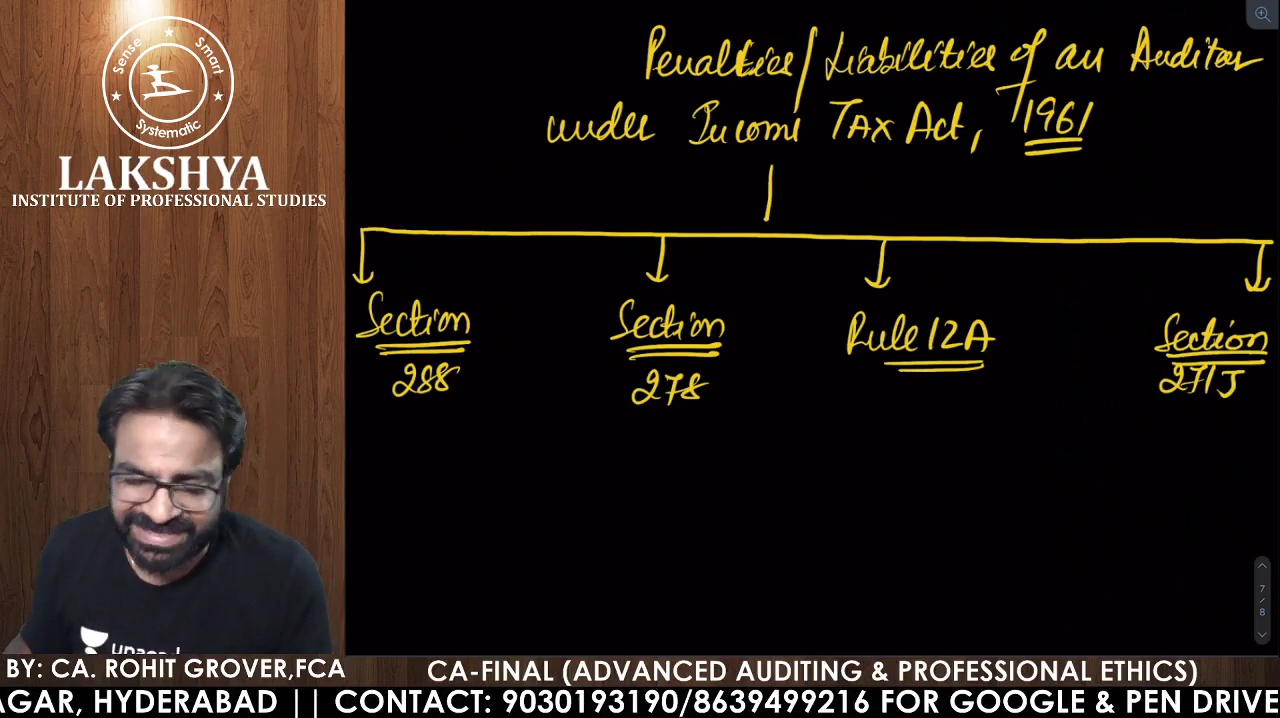 Sense
Smart
Systematic
LAKSHYA
INSTITUTE OF PROFESSIONAL STUDIES
Penalties/Liabilities of an Auditor
under Income TAX Act, 1961
Section
288
Section
278
Rule 12A
Section
271J
7
/
8
BY: CA. ROHIT GROVER,FCA
CA-FINAL (ADVANCED AUDITING & PROFESSIONAL ETHICS)
AGAR, HYDERABAD || CONTACT: 9030193190/8639499216 FOR GOOGLE & PEN DRIVE